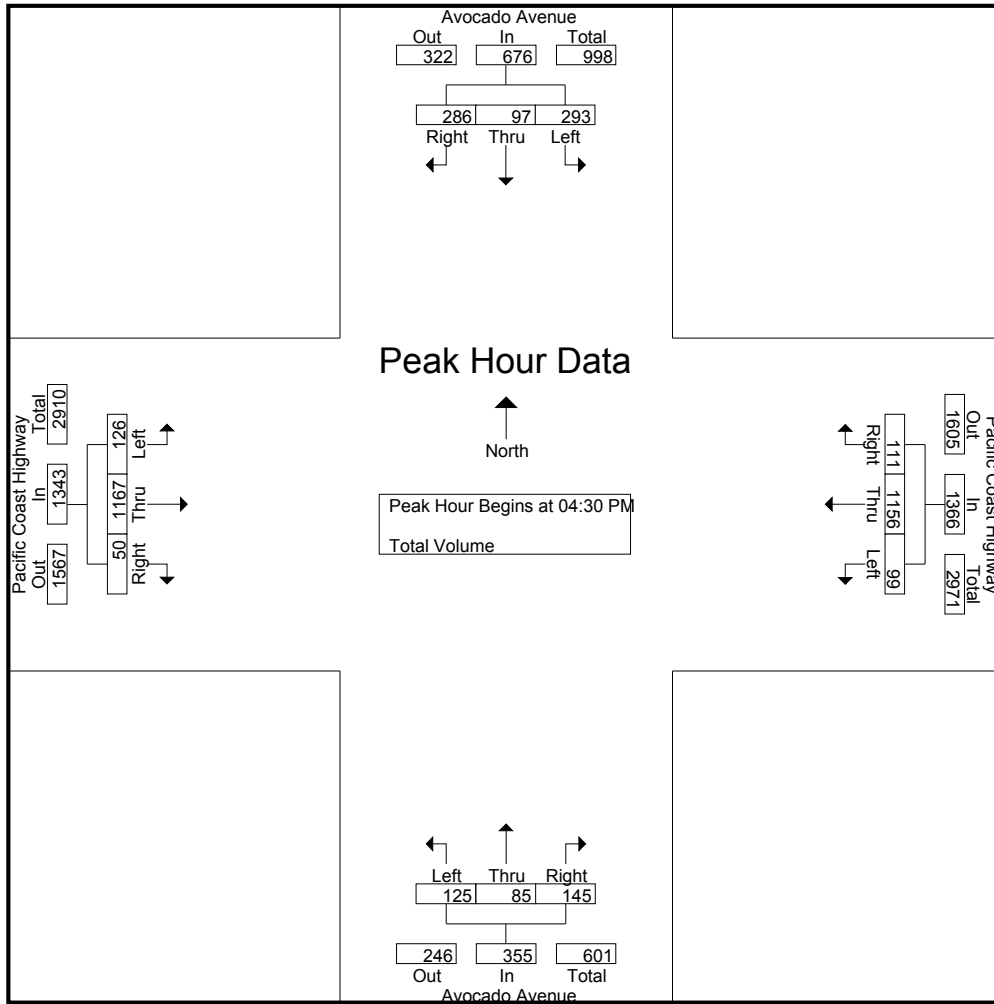 Avocado Avenue
Out In Total
322 676 998
286 97 293
Right Thru Left
Peak Hour Data
North
Peak Hour Begins at 04:30 PM
Total Volume
Pacific Coast Highway
Total In Out
2910 1343 1567
126 1167 50
Left Thru Right
Pacific Coast Highway
Out In Total
1605 1366 2971
111 1156 99
Right Thru Left
Left Thru Right
125 85 145
246 355 601
Out In Total
Avocado Avenue